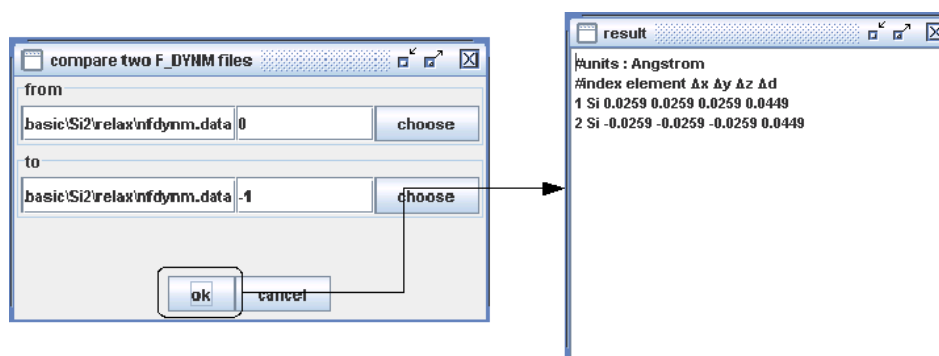 compare two F_DYNM files
from
.basic\Si2\relax\nfdynm.data 0 choose
to
.basic\Si2\relax\nfdynm.data -1 choose
ok cancel
result
#units : Angstrom
#index element Δx Δy Δz Δd
1 Si 0.0259 0.0259 0.0259 0.0449
2 Si -0.0259 -0.0259 -0.0259 0.0449